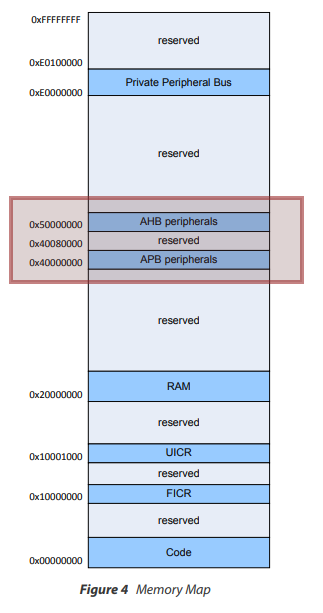 0xFFFFFFFF
reserved
0xE0100000
Private Peripheral Bus
0xE0000000
reserved
AHB peripherals
0x50000000
reserved
0x40080000
APB peripherals
0x40000000
reserved
RAM
0x20000000
reserved
UICR
0x10001000
reserved
FICR
0x10000000
reserved
Code
0x00000000
Figure 4 Memory Map